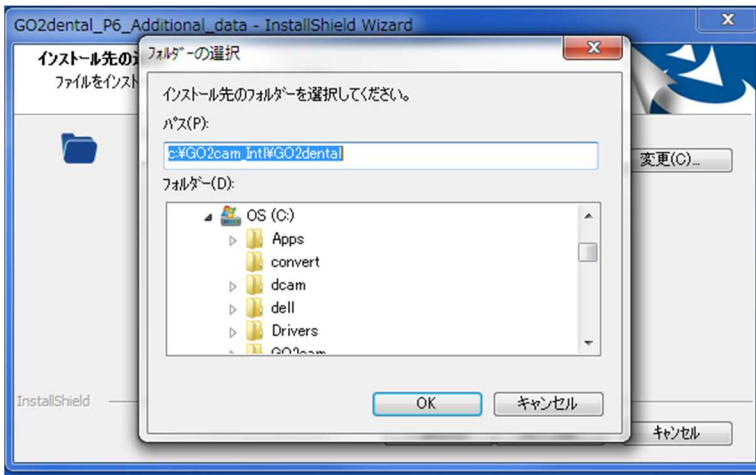 GO2dental_P6_Additional_data - InstallShield Wizard
インストール先の
ファイルをインスト
フォルダーの選択
インストール先のフォルダーを選択してください。
パス(P):
c:¥GO2cam_Intl¥GO2dental
変更(C)...
フォルダー(D):
OS (C:)
Apps
convert
dcam
dell
Drivers
GO2cam
InstallShield
OK
キャンセル
キャンセル